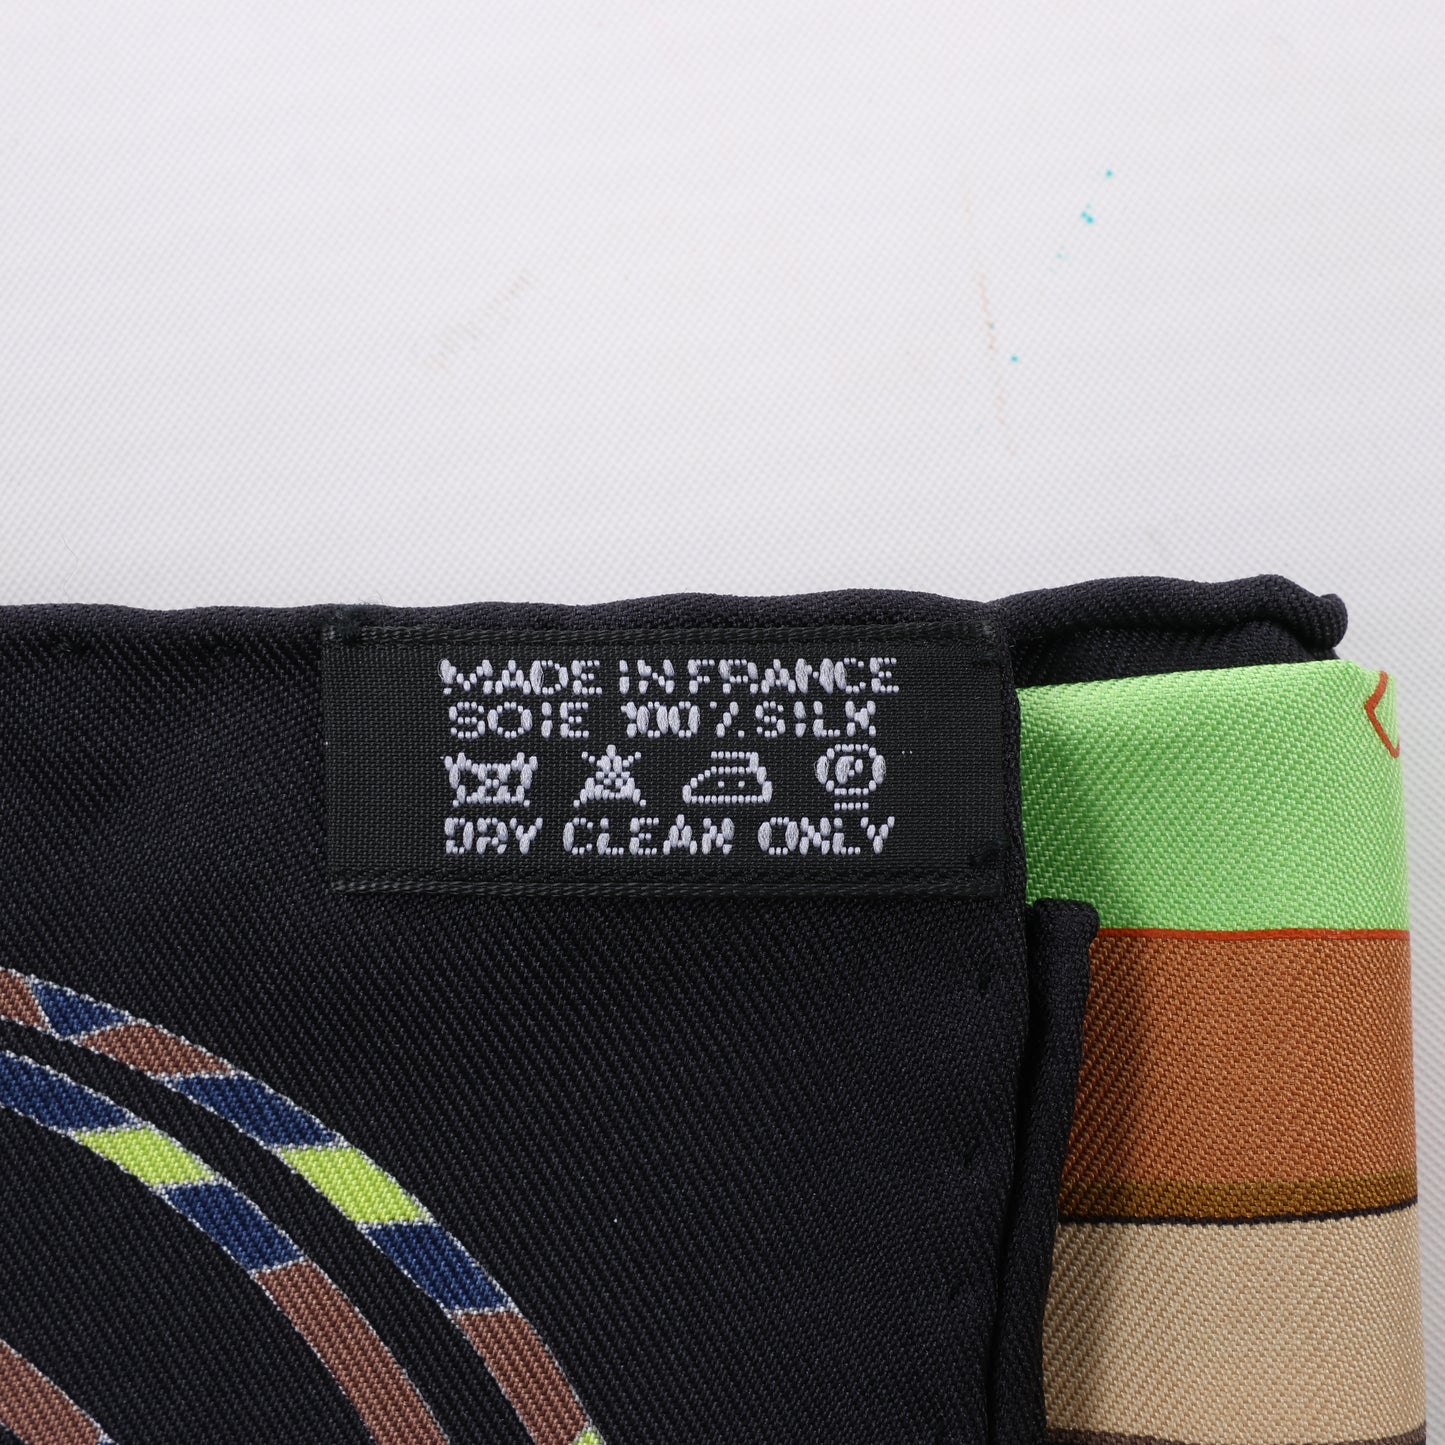 MADE IN FRANCE
SOIE 100% SILK
P
DRY CLEAN ONLY